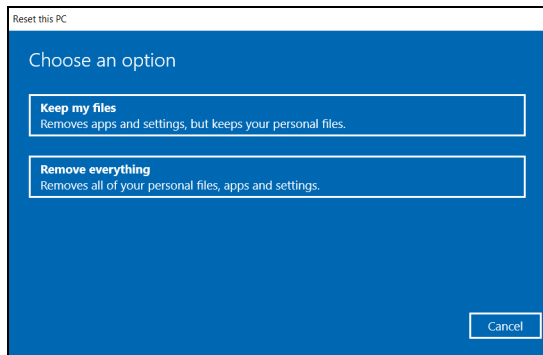 Reset this PC
Choose an option
Keep my files
Removes apps and settings, but keeps your personal files.
Remove everything
Removes all of your personal files, apps and settings.
Cancel